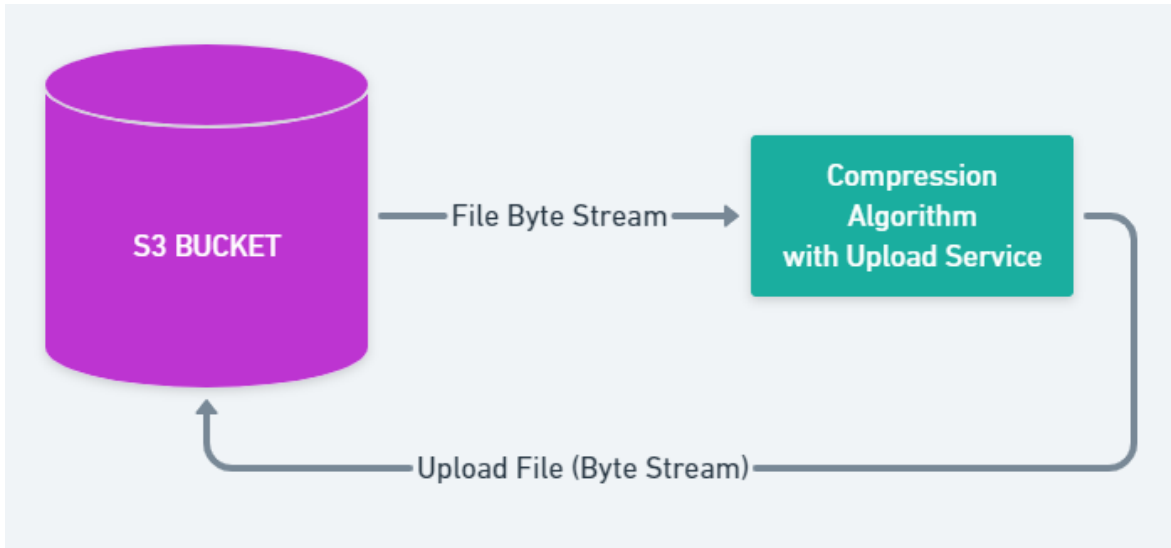 S3 BUCKET
File Byte Stream
Compression
Algorithm
with Upload Service
Upload File (Byte Stream)